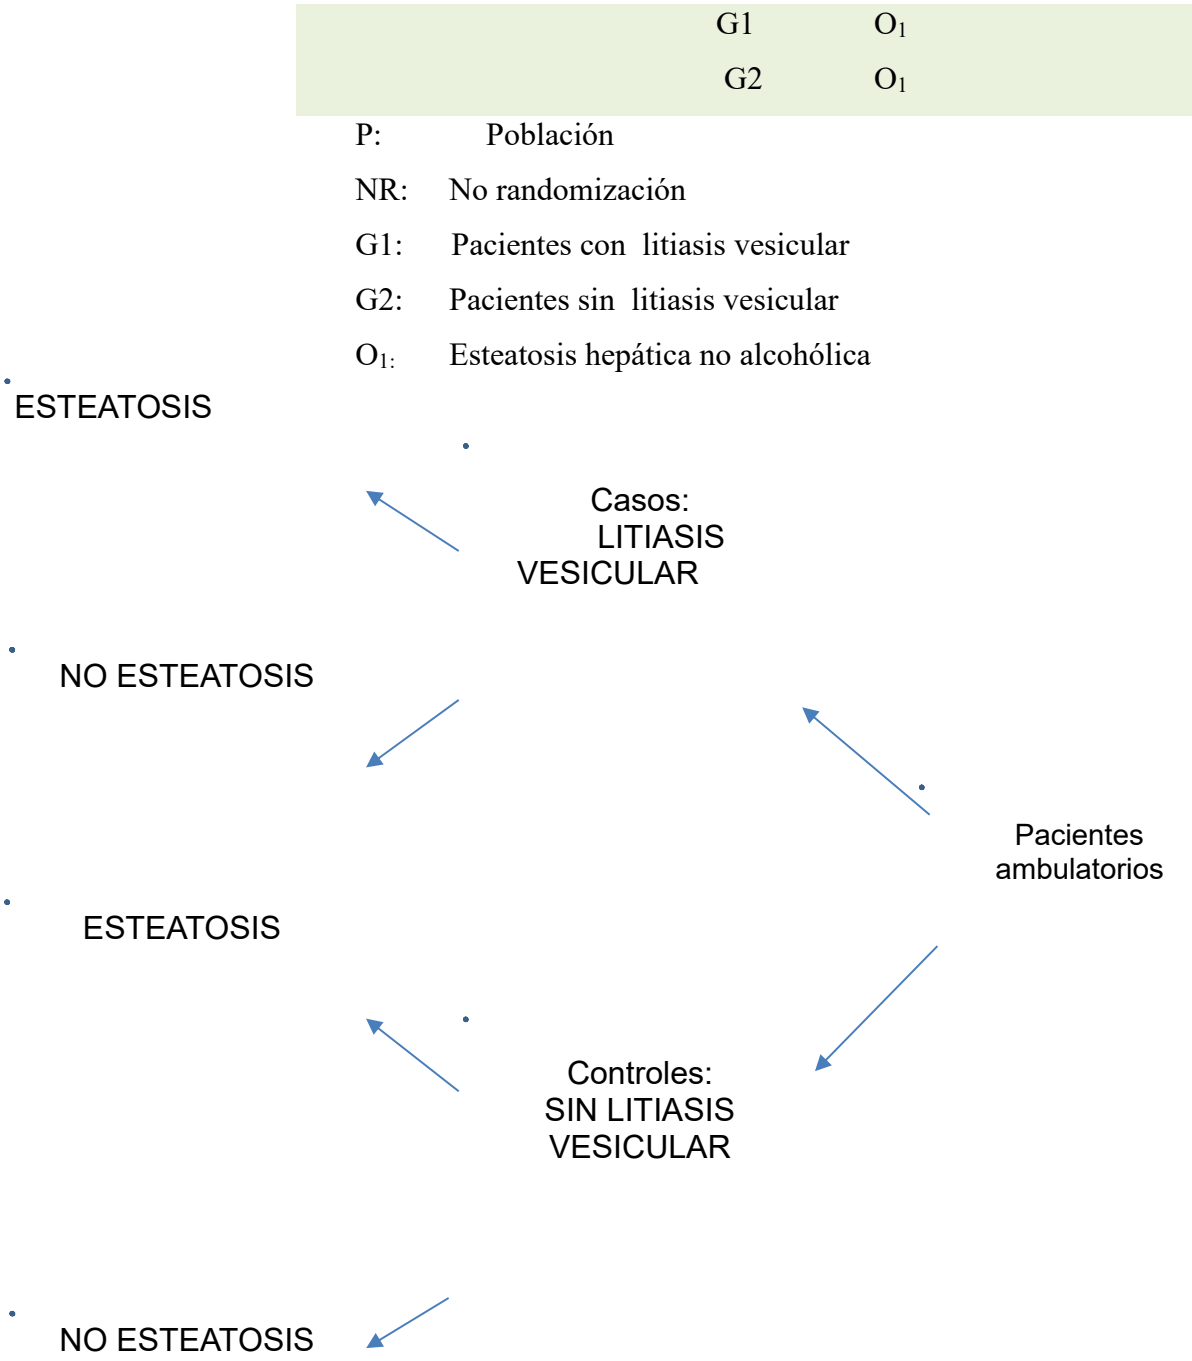 G1 O1
G2 O1
P: Población
NR: No randomización
G1: Pacientes con litiasis vesicular
G2: Pacientes sin litiasis vesicular
O1: Esteatosis hepática no alcohólica
ESTEATOSIS
Casos:
LITIASIS
VESICULAR
NO ESTEATOSIS
Pacientes
ambulatorios
ESTEATOSIS
Controles:
SIN LITIASIS
VESICULAR
NO ESTEATOSIS